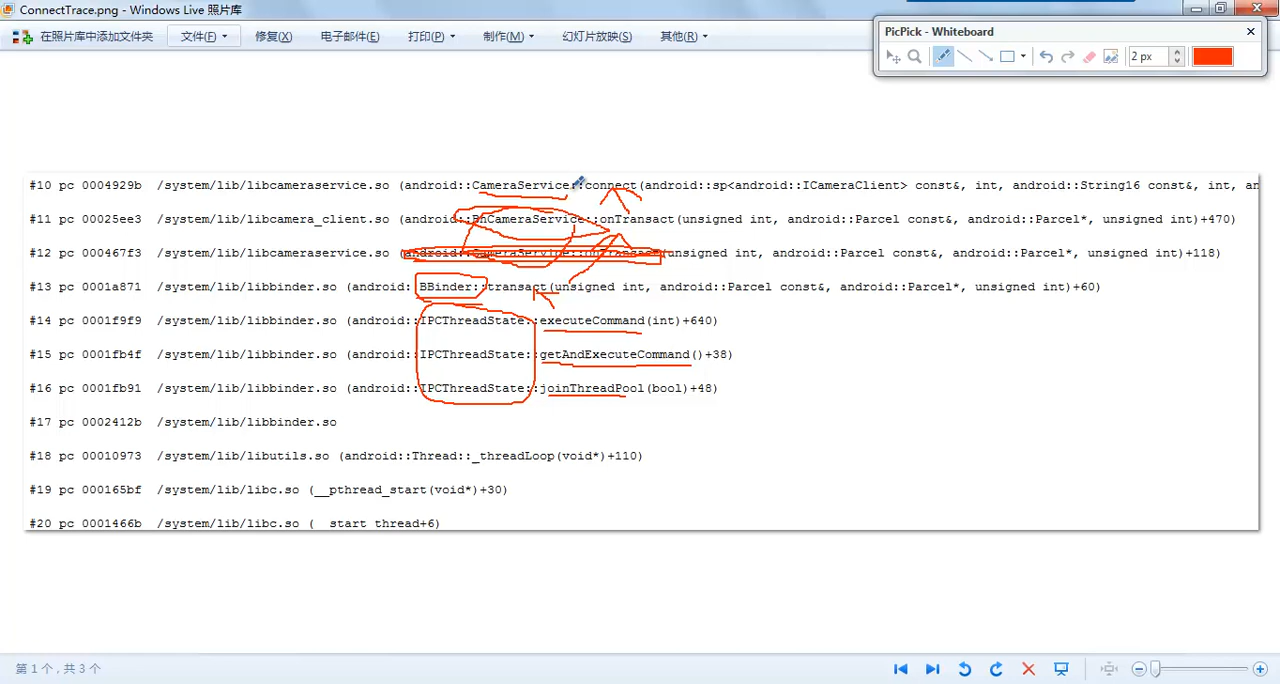 ConnectTrace.png - Windows Live 照片库
在照片库中添加文件夹 文件(F) 修复(X) 电子邮件(E) 打印(P) 制作(M) 幻灯片放映(S) 其他(R)
PicPick - Whiteboard
2 px
#10 pc 0004929b /system/lib/libcameraservice.so (android::CameraService::connect(android::sp<android::ICameraClient> const&, int, android::String16 const&, int, an
#11 pc 00025ee3 /system/lib/libcamera_client.so (android::BnCameraService::onTransact(unsigned int, android::Parcel const&, android::Parcel*, unsigned int)+470)
#12 pc 000467f3 /system/lib/libcameraservice.so (android::CameraService::onTransact(unsigned int, android::Parcel const&, android::Parcel*, unsigned int)+118)
#13 pc 0001a871 /system/lib/libbinder.so (android::BBinder::transact(unsigned int, android::Parcel const&, android::Parcel*, unsigned int)+60)
#14 pc 0001f9f9 /system/lib/libbinder.so (android::IPCThreadState::executeCommand(int)+640)
#15 pc 0001fb4f /system/lib/libbinder.so (android::IPCThreadState::getAndExecuteCommand()+38)
#16 pc 0001fb91 /system/lib/libbinder.so (android::IPCThreadState::joinThreadPool(bool)+48)
#17 pc 0002412b /system/lib/libbinder.so
#18 pc 00010973 /system/lib/libutils.so (android::Thread::_threadLoop(void*)+110)
#19 pc 000165bf /system/lib/libc.so (__pthread_start(void*)+30)
#20 pc 0001466b /system/lib/libc.so (__start_thread+6)
第 1 个，共 3 个